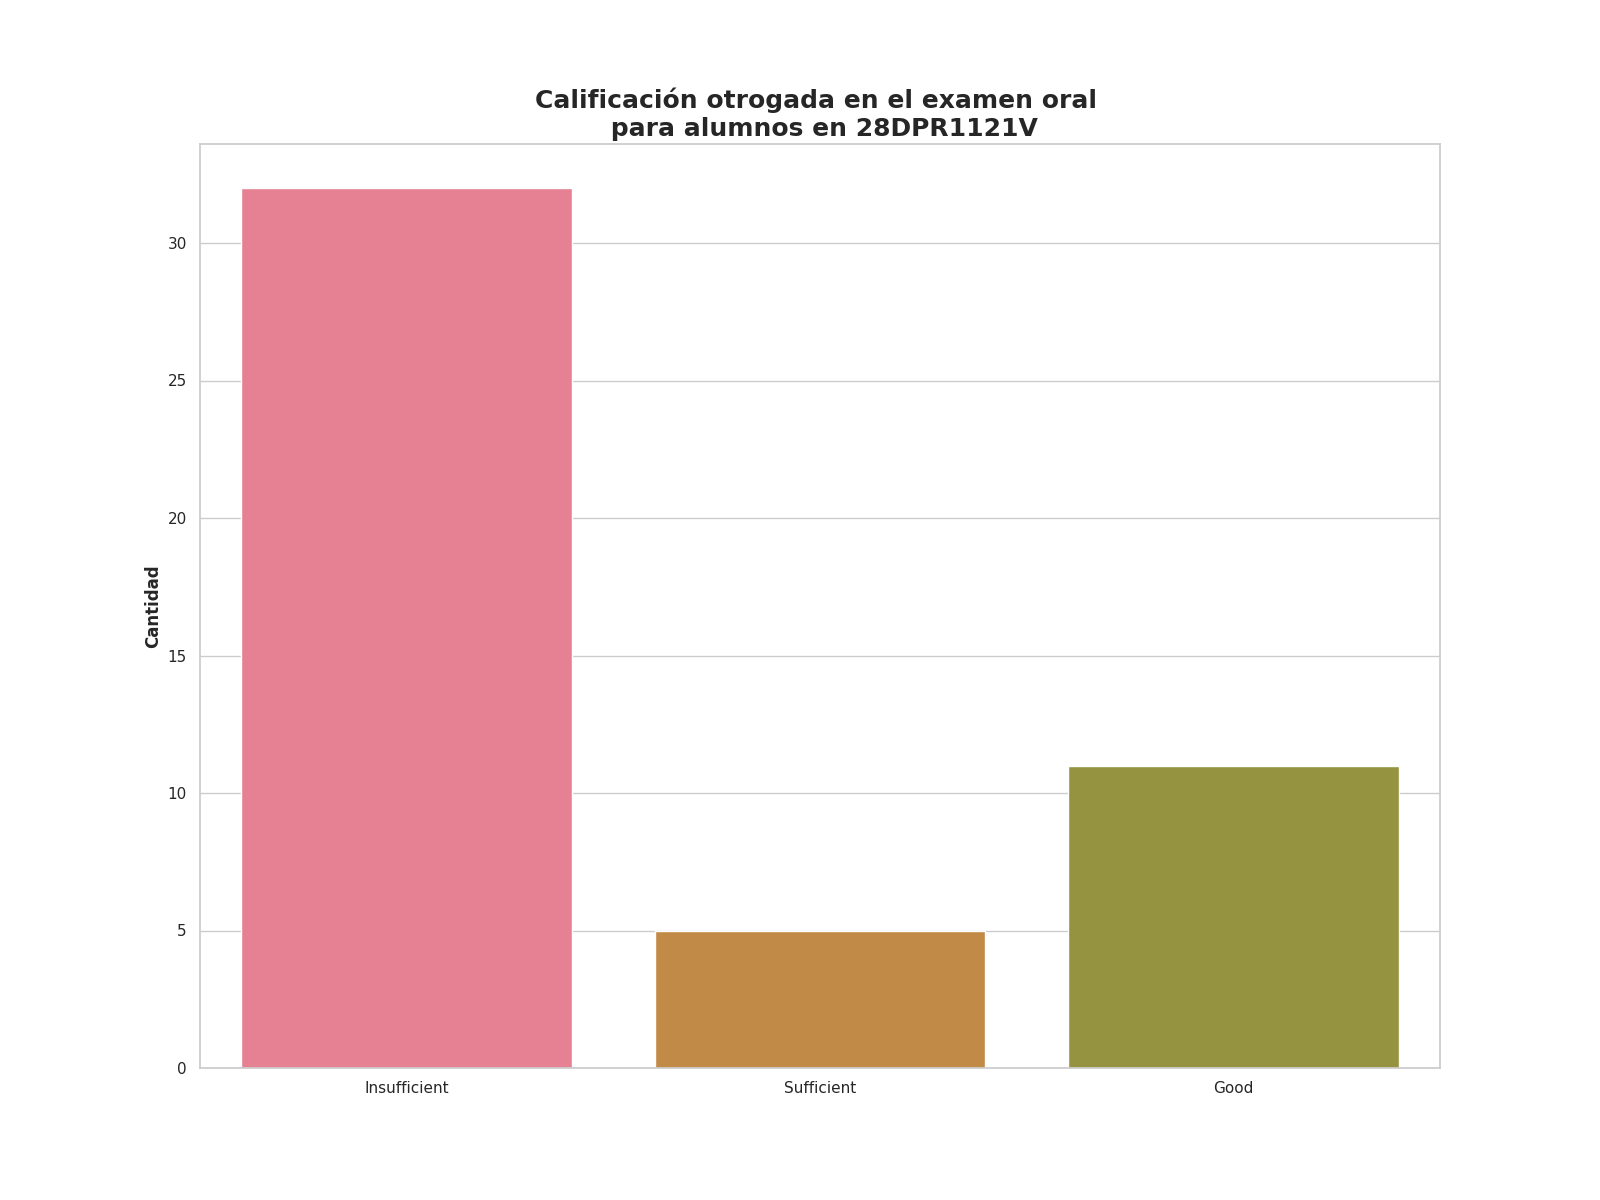 Calificación otrogada en el examen oral
para alumnos en 28DPR1121V
30
25
20
15
10
5
0
Cantidad
Insufficient
Sufficient
Good